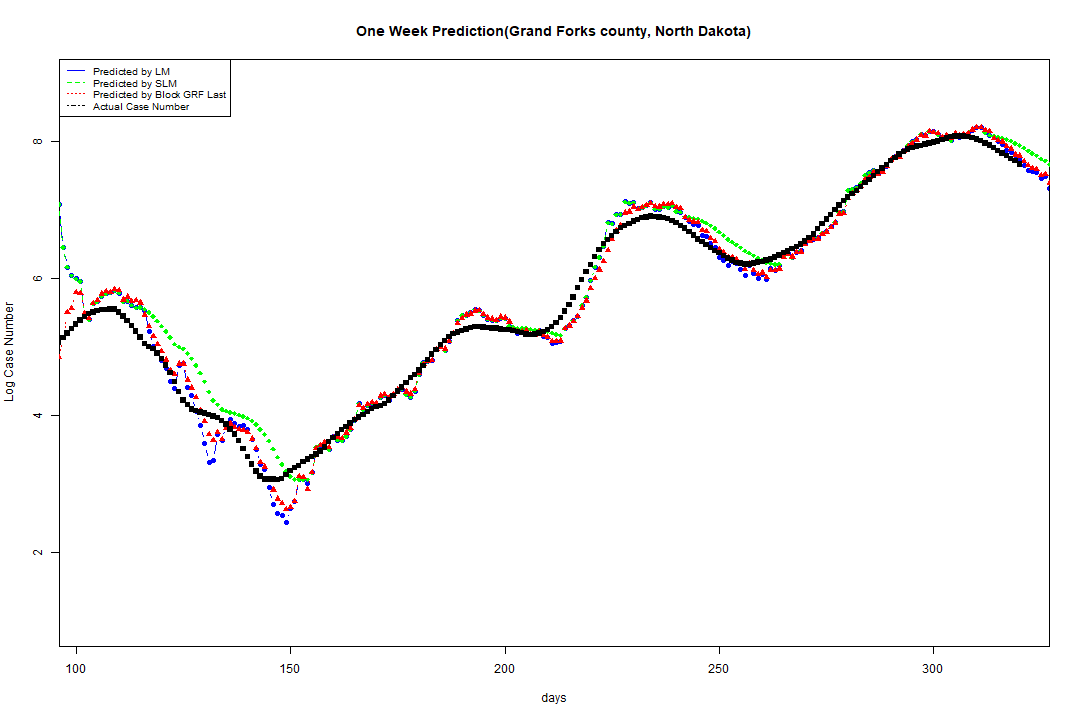 One Week Prediction(Grand Forks county, North Dakota)
Predicted by LM
Predicted by SLM
Predicted by Block GRF Last
Actual Case Number
8
6
4
2
Log Case Number
100 150 200 250 300
days